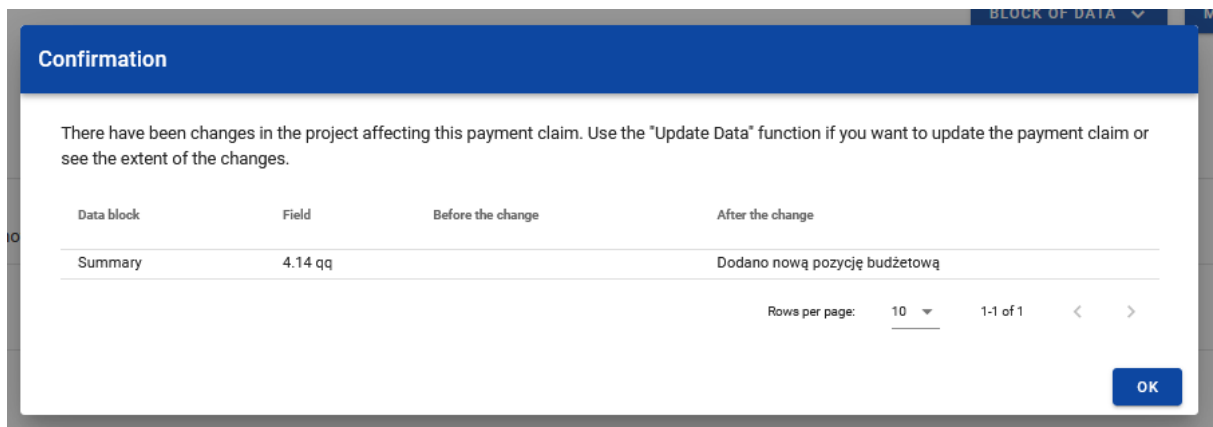 BLOCK OF DATA
Confirmation
There have been changes in the project affecting this payment claim. Use the "Update Data" function if you want to update the payment claim or
see the extent of the changes.
Data block Field Before the change After the change
Summary 4.14 qq Dodano nową pozycję budżetową
Rows per page: 10 1-1 of 1
OK